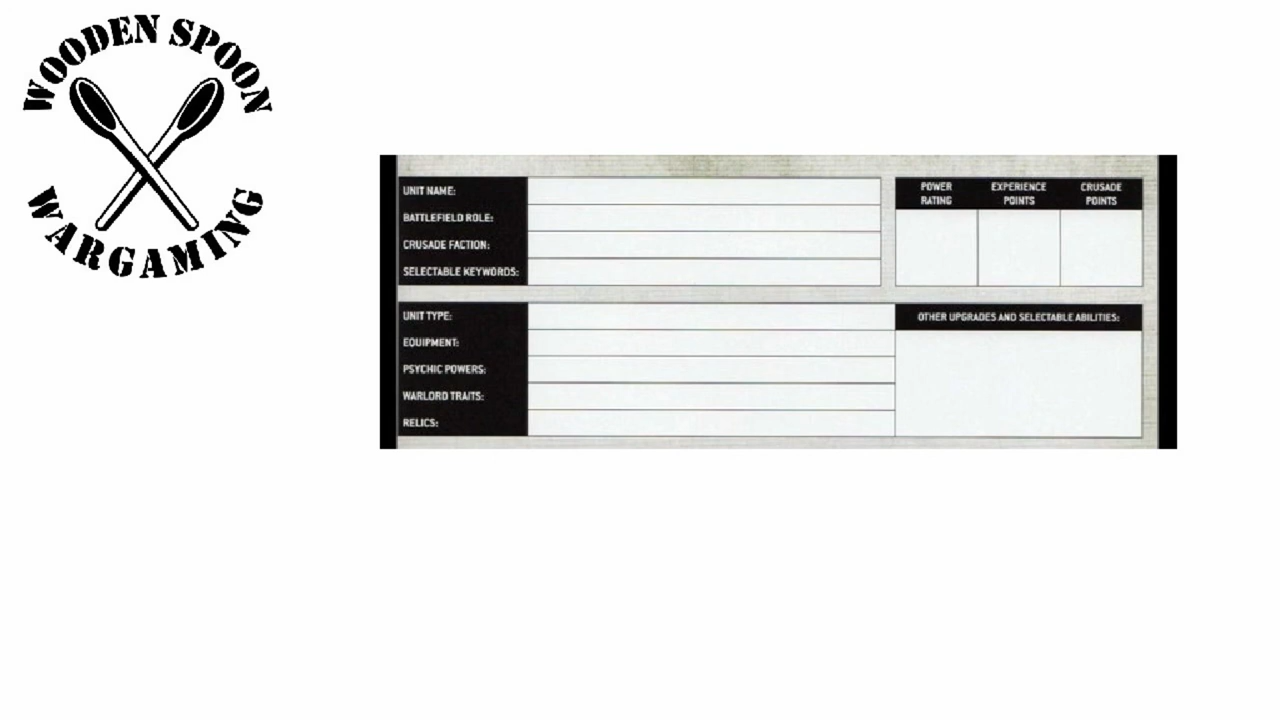 WOODEN SPOON
WARGAMING
UNIT NAME:
BATTLEFIELD ROLE:
CRUSADE FACTION:
SELECTABLE KEYWORDS:
POWER RATING
EXPERIENCE POINTS
CRUSADE POINTS
UNIT TYPE:
EQUIPMENT:
PSYCHIC POWERS:
WARLORD TRAITS:
RELICS:
OTHER UPGRADES AND SELECTABLE ABILITIES: